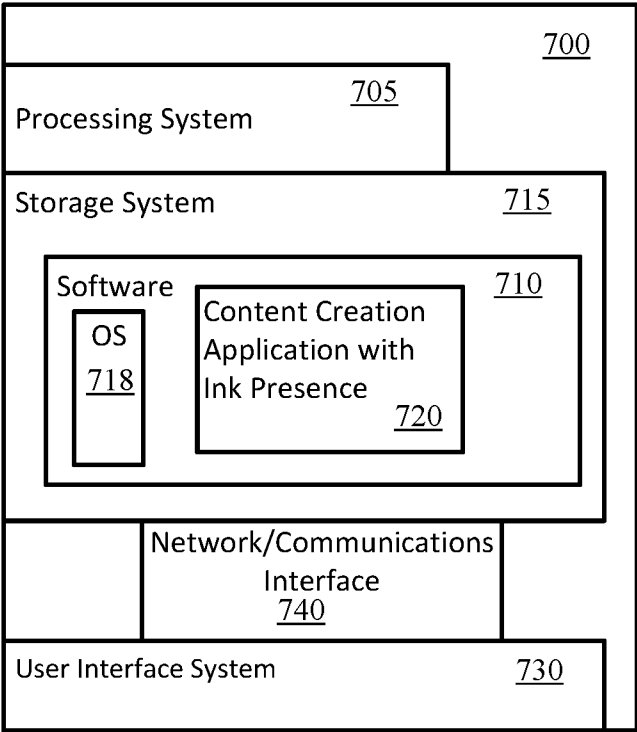 700
705
Processing System
Storage System
715
Software
710
OS
718
Content Creation
Application with
Ink Presence
720
Network/Communications
Interface
740
User Interface System
730